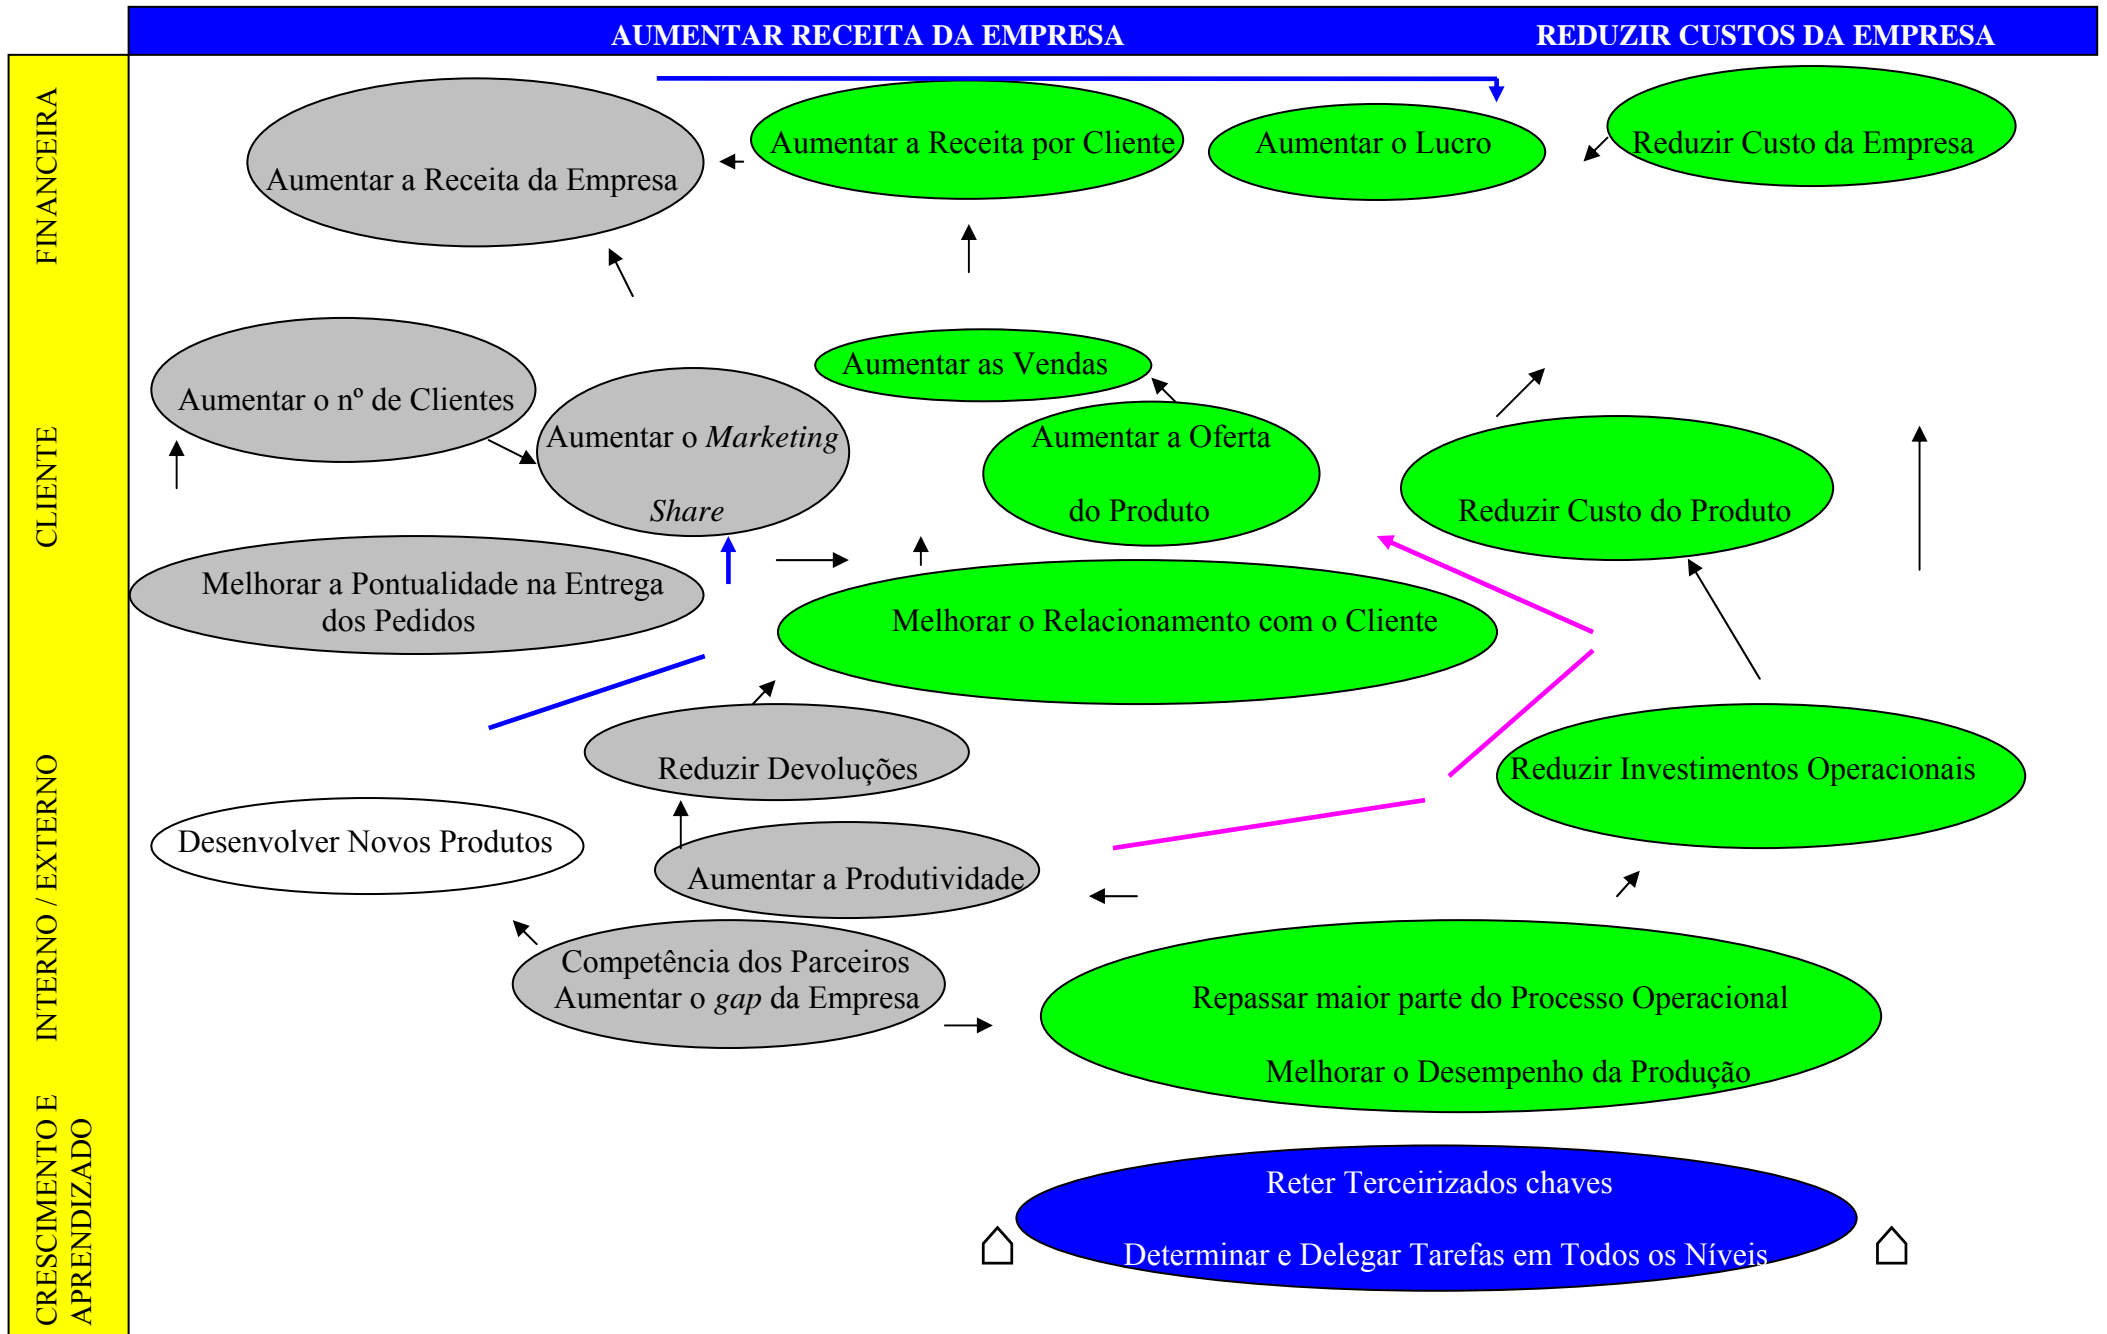 AUMENTAR RECEITA DA EMPRESA
REDUZIR CUSTOS DA EMPRESA
FINANCEIRA
Aumentar a Receita da Empresa
Aumentar a Receita por Cliente
Aumentar o Lucro
Reduzir Custo da Empresa
CLIENTE
Aumentar o nº de Clientes
Aumentar o Marketing
Share
Aumentar as Vendas
Aumentar a Oferta
do Produto
Reduzir Custo do Produto
Melhorar a Pontualidade na Entrega
dos Pedidos
Melhorar o Relacionamento com o Cliente
INTERNO / EXTERNO
Reduzir Devoluções
Reduzir Investimentos Operacionais
Desenvolver Novos Produtos
Aumentar a Produtividade
Competência dos Parceiros
Aumentar o gap da Empresa
Repassar maior parte do Processo Operacional
Melhorar o Desempenho da Produção
CRESCIMENTO E
APRENDIZADO
Reter Terceirizados chaves
Determinar e Delegar Tarefas em Todos os Níveis